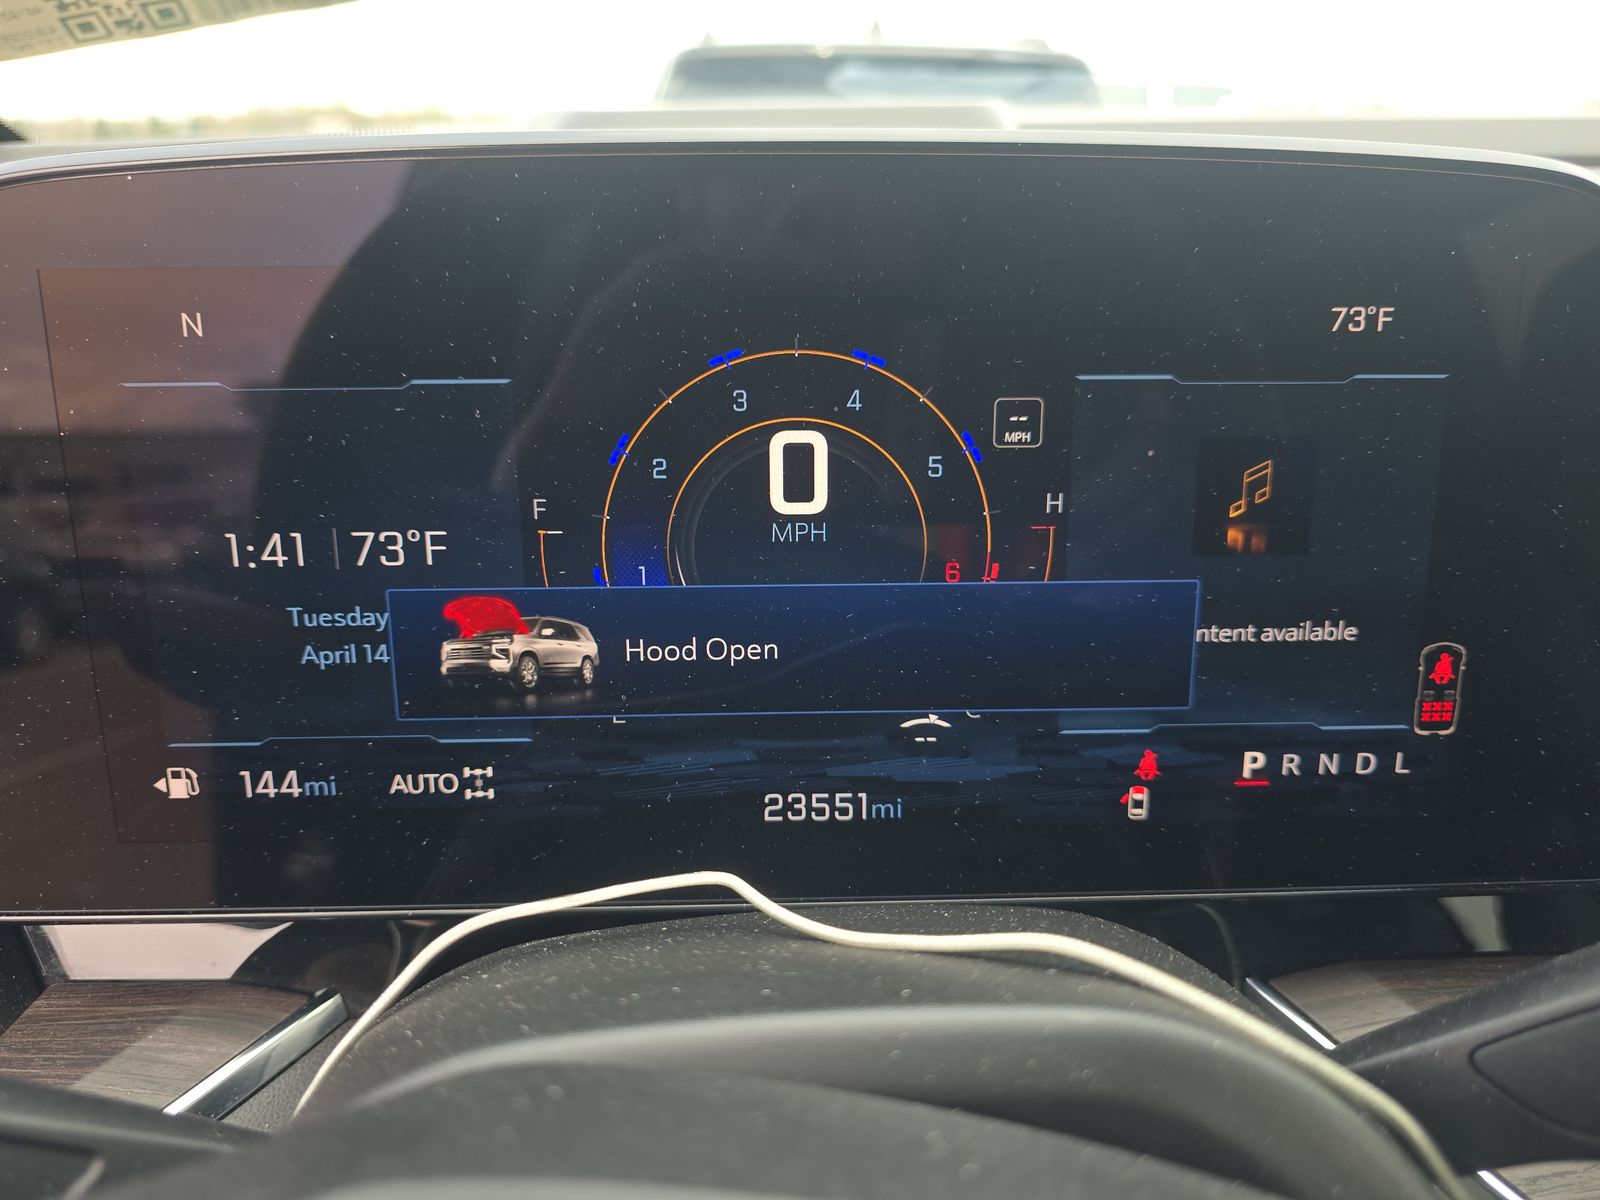 N
73°F
3
4
2
5
1
6
0
MPH
--
MPH
F
H
1:41 73°F
Tuesday
April 14
Hood Open
ntent available
144mi
AUTO
--
23551mi
P R N D L